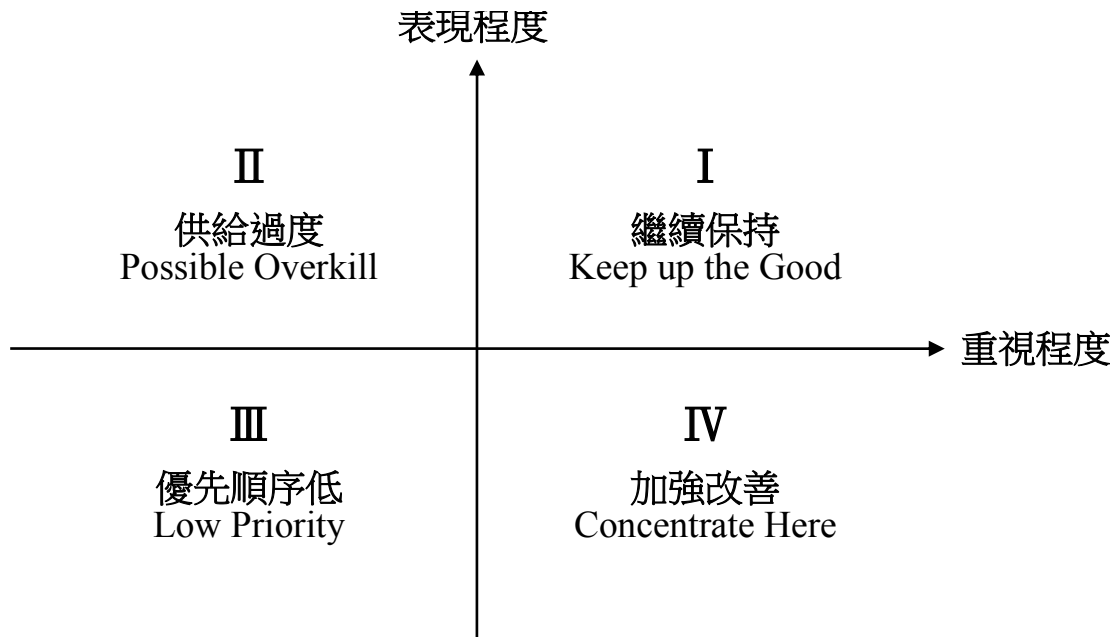 表現程度
Ⅱ
供給過度
Possible Overkill
Ⅰ
繼續保持
Keep up the Good
重視程度
Ⅲ
優先順序低
Low Priority
Ⅳ
加強改善
Concentrate Here